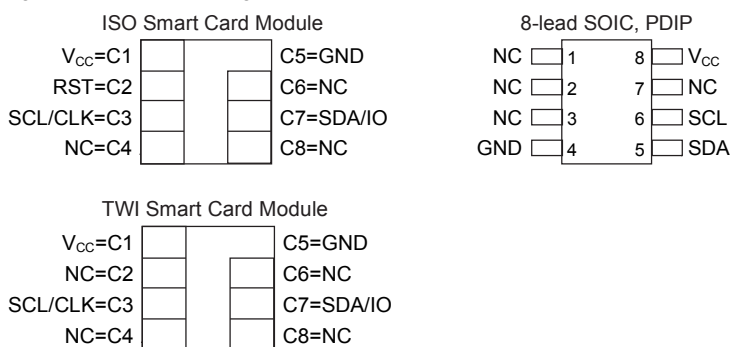 ISO Smart Card Module
V_CC=C1 C5=GND
RST=C2 C6=NC
SCL/CLK=C3 C7=SDA/IO
NC=C4 C8=NC
8-lead SOIC, PDIP
NC 1 8 V_CC
NC 2 7 NC
NC 3 6 SCL
GND 4 5 SDA
TWI Smart Card Module
V_CC=C1 C5=GND
NC=C2 C6=NC
SCL/CLK=C3 C7=SDA/IO
NC=C4 C8=NC